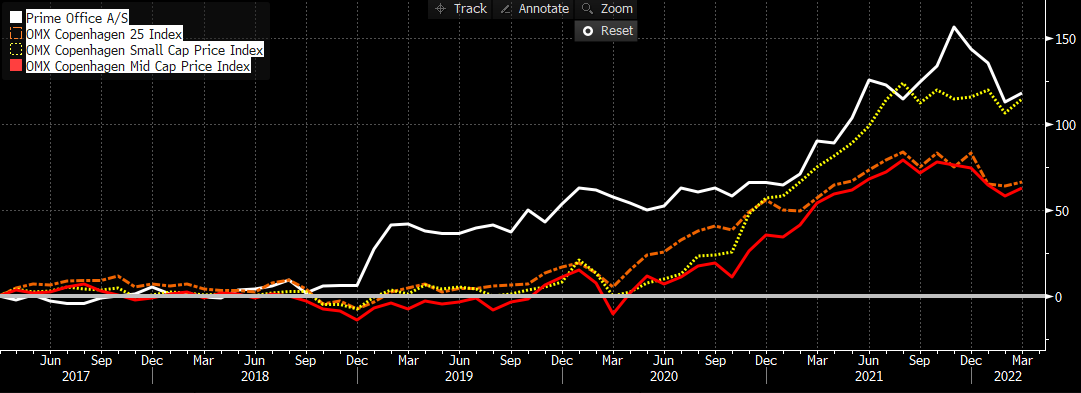 Track Annotate Zoom
Reset
Prime Office A/S
OMX Copenhagen 25 Index
OMX Copenhagen Small Cap Price Index
OMX Copenhagen Mid Cap Price Index
150
100
50
0
Jun Sep Dec Mar Jun Sep Dec Mar Jun Sep Dec Mar Jun Sep Dec Mar Jun Sep Dec Mar
2017 2018 2019 2020 2021 2022